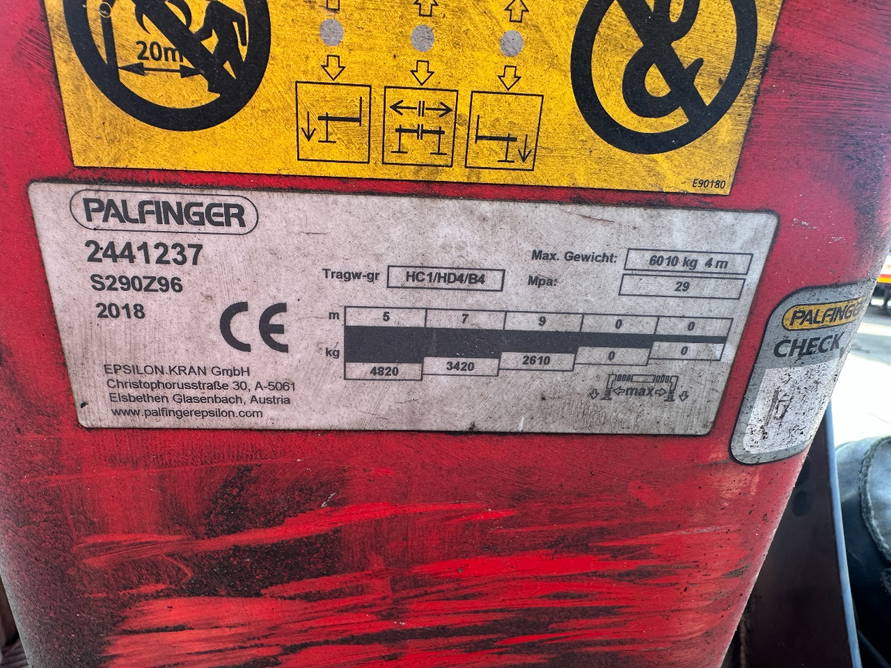 20m
E90180
PALFINGER
2441237
S290Z96
2018
CE
EPSILON KRAN GmbH
Christophorusstraße 30, A-5061
Elsbethen Glasenbach, Austria
www.palfingerepsilon.com
Tragw-gr HC1/HD4/B4
Max. Gewicht: 6010 kg 4 m
Mpa: 29
m 5 7 9 0 0
kg 4820 3420 2610 0 0
max
PALFINGER
CHECK